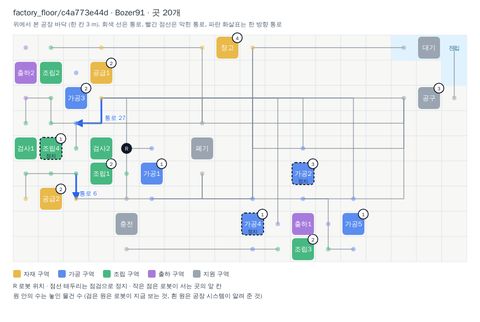 factory_floor/c4a773e44d · Bozer91 · 곳 20개
위에서 본 공장 바닥 (한 칸 3 m). 회색 선은 통로, 빨간 선은 막힌 통로, 파란 화살표는 한 방향 통로
창고 4
대기
진입
출하2
조립2
공급1 2
가공3 2
공구 3
통로 27
검사1
조립4 1
검사2
R
폐기
조립1 2
가공1 1
가공2 3
통로 6
공급2 2
충전
가공4 1
출하1
가공5 1
조립3 2
자재 구역
가공 구역
조립 구역
출하 구역
지원 구역
R 로봇 위치 · 점선 테두리는 점검으로 정지 · 작은 점은 로봇이 서는 곳의 앞 칸
원 안의 수는 놓인 물건 수 (검은 원은 로봇이 지금 보는 것, 흰 원은 공장 시스템이 알려 준 것)